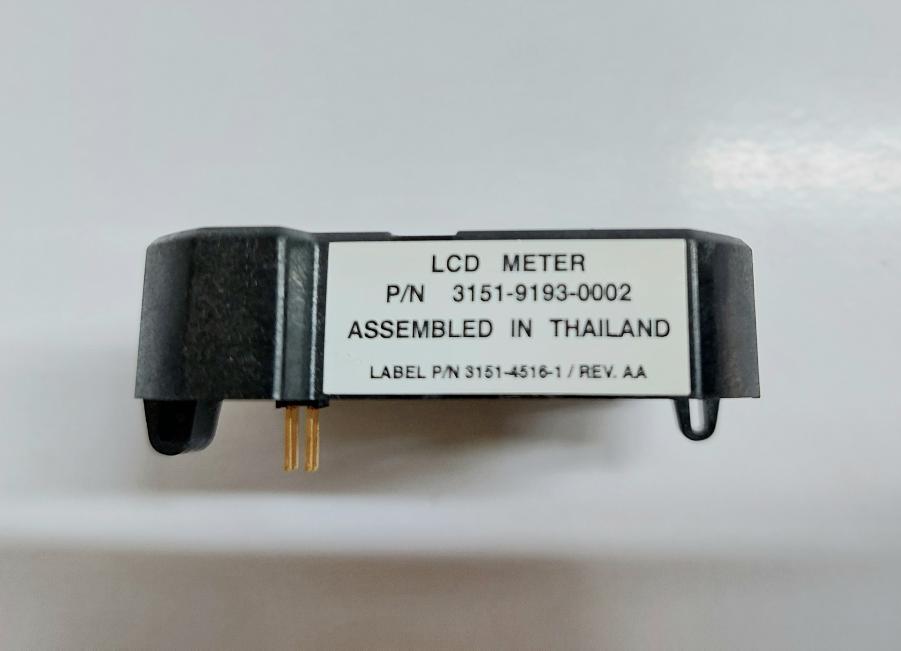 LCD METER
P/N 3151-9193-0002
ASSEMBLED IN THAILAND
LABEL P/N 3151-4516-1 / REV. AA